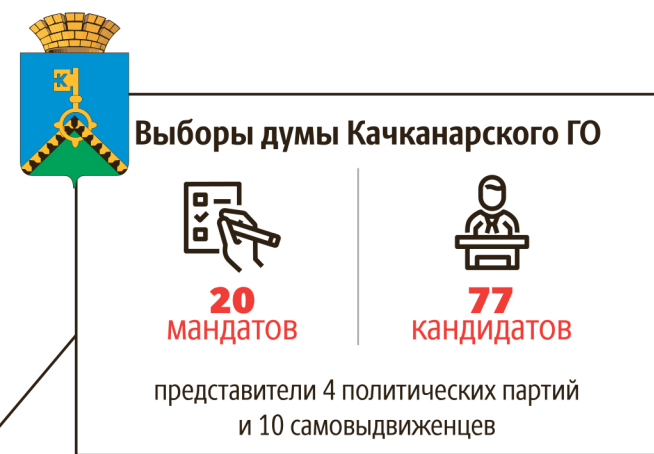 Выборы думы Качканарского ГО
20
мандатов
77
кандидатов
представители 4 политических партий
и 10 самовыдвиженцев